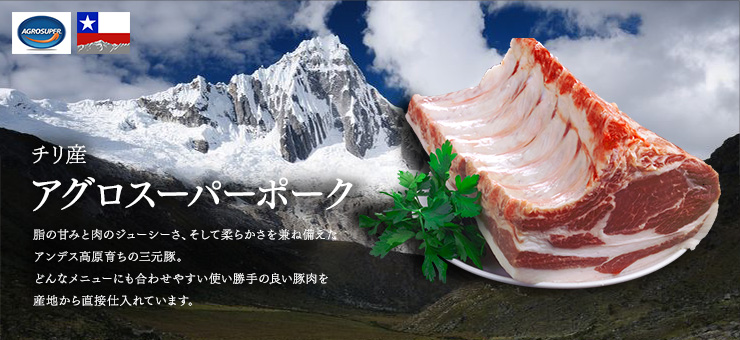 AGROSUPER
チリ産
アグロスーパーポーク
脂の甘みと肉のジューシーさ、そして柔らかさを兼ね備えた
アンデス高原育ちの三元豚。
どんなメニューにも合わせやすい使い勝手の良い豚肉を
産地から直接仕入れています。